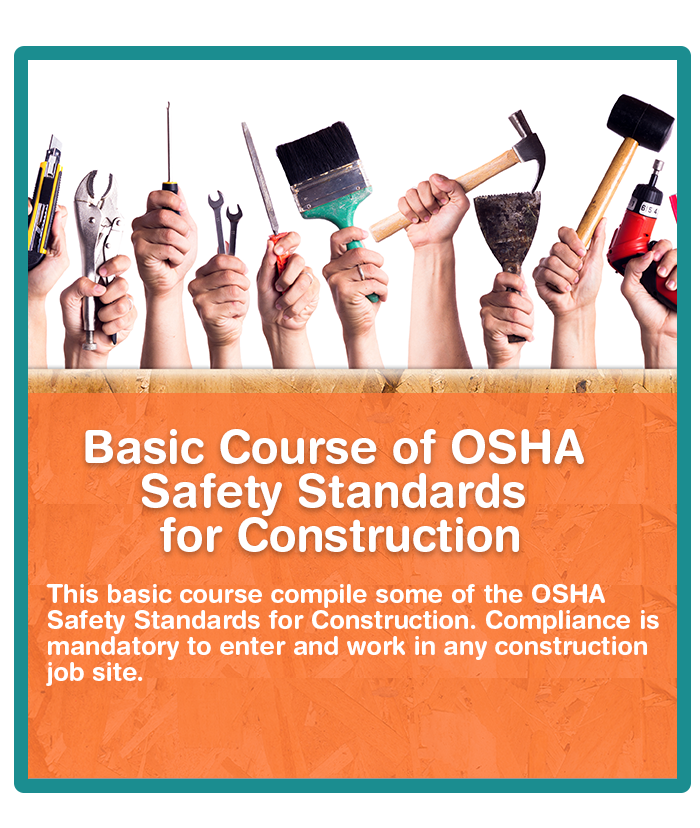 Basic Course of OSHA
Safety Standards
for Construction
This basic course compile some of the OSHA
Safety Standards for Construction. Compliance is
mandatory to enter and work in any construction
job site.